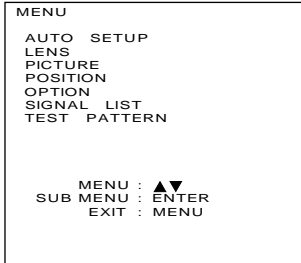 MENU
AUTO SETUP
LENS
PICTURE
POSITION
OPTION
SIGNAL LIST
TEST PATTERN
MENU : ▲▼
SUB MENU : ENTER
EXIT : MENU